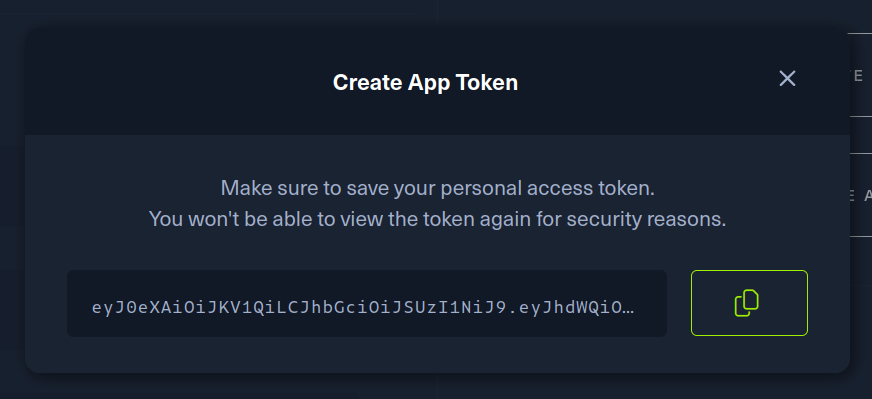 Create App Token
Make sure to save your personal access token.
You won't be able to view the token again for security reasons.
eyJ0eXAiOiJKV1QiLCJhbGciOiJSUzI1NiJ9.eyJhdWQiO…